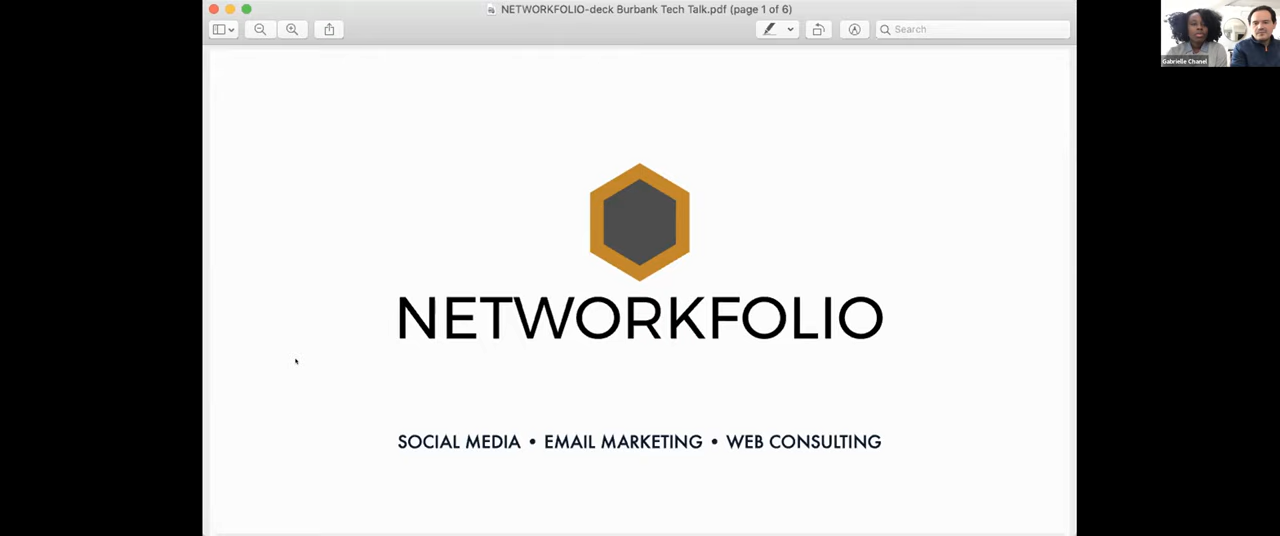 NETWORKFOLIO-deck Burbank Tech Talk.pdf (page 1 of 6)
Search
Gabrielle Chanel
NETWORKFOLIO
SOCIAL MEDIA • EMAIL MARKETING • WEB CONSULTING